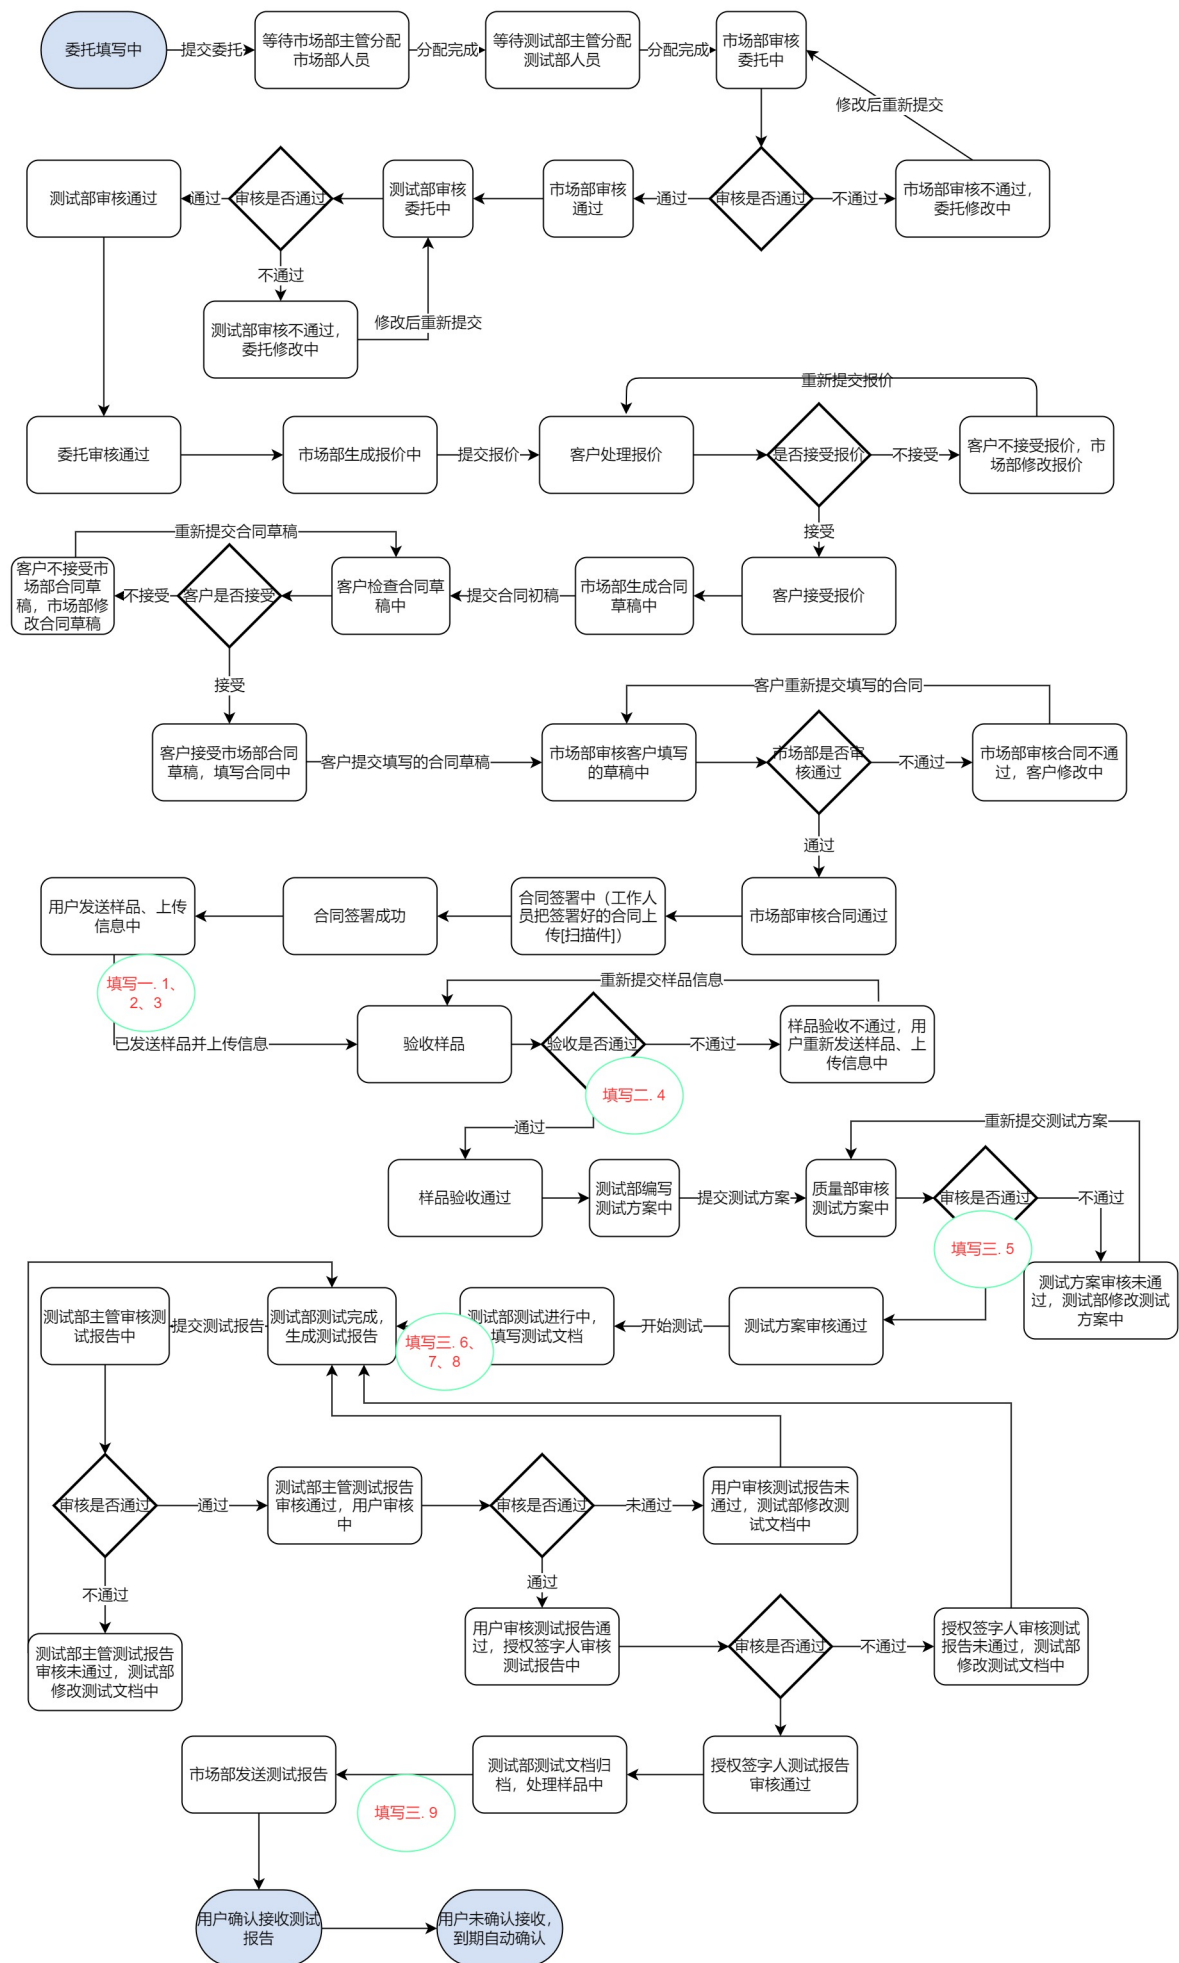 委托填写中
提交委托
等待市场部主管分配
市场部人员
分配完成
等待测试部主管分配
测试部人员
分配完成
市场部审核
委托中
修改后重新提交
测试部审核通过
通过
审核是否通过
测试部审核
委托中
市场部审核
通过
通过
审核是否通过
不通过
市场部审核不通过，
委托修改中
不通过
测试部审核不通过，
委托修改中
修改后重新提交
重新提交报价
委托审核通过
市场部生成报价中
提交报价
客户处理报价
是否接受报价
不接受
客户不接受报价，市
场部修改报价
接受
重新提交合同草稿
客户不接受市
场部合同草
稿，市场部修
改合同草稿
不接受
客户是否接受
客户检查合同草
稿中
提交合同初稿
市场部生成合同
草稿中
客户接受报价
接受
客户重新提交填写的合同
客户接受市场部合同
草稿，填写合同中
客户提交填写的合同草稿
市场部审核客户填写
的草稿中
市场部是否审
核通过
不通过
市场部审核合同不通
过，客户修改中
通过
用户发送样品、上传
信息中
合同签署成功
合同签署中（工作人
员把签署好的合同上
传[扫描件]）
市场部审核合同通过
填写一. 1、
2、3
重新提交样品信息
已发送样品并上传信息
验收样品
验收是否通过
不通过
样品验收不通过，用
户重新发送样品、上
传信息中
填写二. 4
通过
重新提交测试方案
样品验收通过
测试部编写
测试方案中
提交测试方案
质量部审核
测试方案中
审核是否通过
不通过
填写三. 5
测试方案审核未通
过，测试部修改测试
方案中
测试部主管审核测
试报告中
提交测试报告
测试部测试完成，
生成测试报告
填写三. 6、
7、8
测试部测试进行中，
填写测试文档
开始测试
测试方案审核通过
审核是否通过
通过
测试部主管测试报告
审核通过，用户审核
中
审核是否通过
未通过
用户审核测试报告未
通过，测试部修改测
试文档中
不通过
通过
测试部主管测试报告
审核未通过，测试部
修改测试文档中
用户审核测试报告通
过，授权签字人审核
测试报告中
审核是否通过
不通过
授权签字人审核测试
报告未通过，测试部
修改测试文档中
市场部发送测试报告
填写三. 9
测试部测试文档归
档，处理样品中
授权签字人测试报告
审核通过
用户确认接收测试
报告
用户未确认接收，
到期自动确认